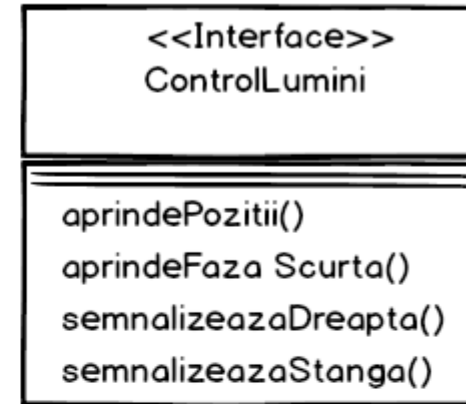 <<Interface>>
ControlLumini
aprindePozitii()
aprindeFaza Scurta()
semnalizeazaDreapta()
semnalizeazaStanga()